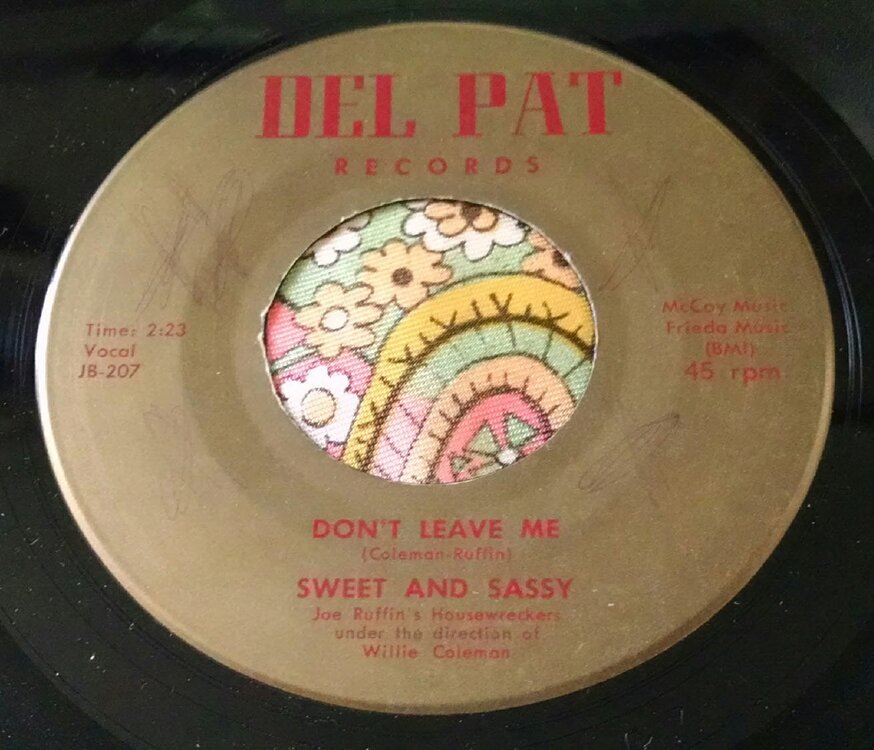 DEL PAT
RECORDS
Time: 2:23
Vocal
JB-207
McCoy Music
Frieda Music
(BMI)
45 rpm
DON'T LEAVE ME
(Coleman-Ruffin)
SWEET AND SASSY
Joe Ruffin's Housewreckers
under the direction of
Willie Coleman